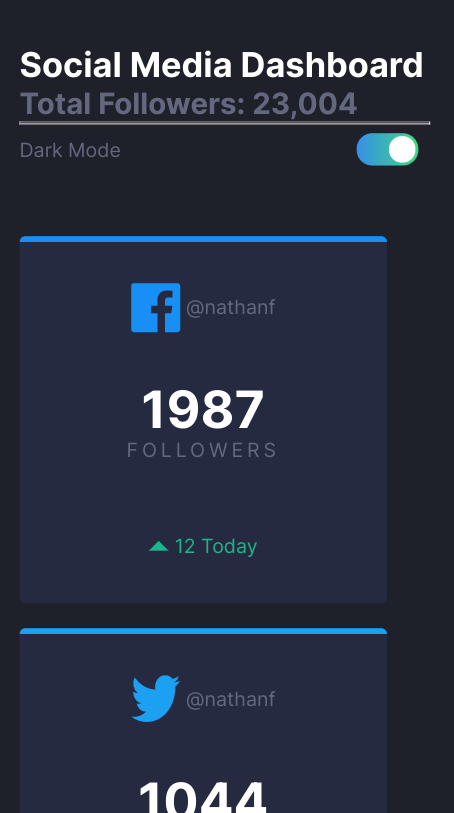 Social Media Dashboard
Total Followers: 23,004
Dark Mode
@nathanf
1987
FOLLOWERS
12 Today
@nathanf
1044